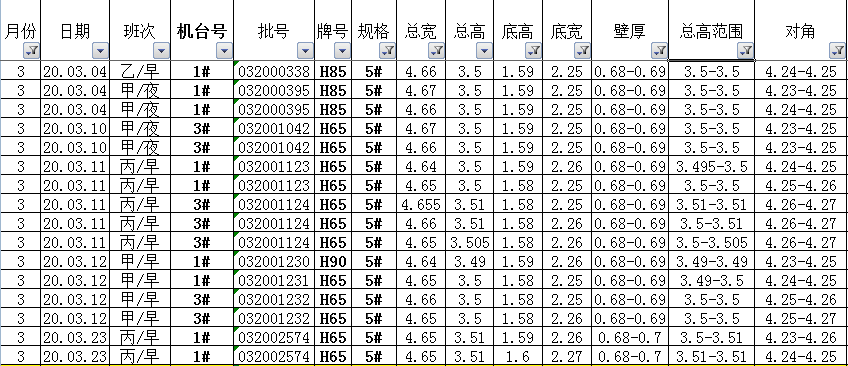 月份 日期 班次 机台号 批号 牌号 规格 总宽 总高 底高 底宽 壁厚 总高范围 对角
3 20.03.04 乙/早 1# 032000338 H85 5# 4.66 3.5 1.59 2.25 0.68-0.69 3.5-3.5 4.24-4.25
3 20.03.04 甲/夜 1# 032000395 H85 5# 4.67 3.5 1.59 2.25 0.68-0.69 3.5-3.5 4.23-4.25
3 20.03.04 甲/夜 1# 032000395 H85 5# 4.66 3.5 1.59 2.25 0.68-0.69 3.5-3.5 4.24-4.25
3 20.03.10 甲/夜 3# 032001042 H65 5# 4.67 3.5 1.59 2.25 0.68-0.69 3.5-3.5 4.23-4.25
3 20.03.10 甲/夜 3# 032001042 H65 5# 4.66 3.5 1.59 2.25 0.68-0.69 3.5-3.5 4.23-4.25
3 20.03.11 丙/早 1# 032001123 H65 5# 4.64 3.5 1.59 2.26 0.68-0.69 3.495-3.5 4.24-4.25
3 20.03.11 丙/早 1# 032001123 H65 5# 4.65 3.5 1.58 2.25 0.68-0.69 3.5-3.5 4.25-4.26
3 20.03.11 丙/早 3# 032001124 H65 5# 4.655 3.51 1.58 2.25 0.68-0.69 3.51-3.51 4.26-4.27
3 20.03.11 丙/早 3# 032001124 H65 5# 4.66 3.51 1.58 2.26 0.68-0.69 3.5-3.51 4.26-4.27
3 20.03.11 丙/早 3# 032001124 H65 5# 4.65 3.505 1.58 2.26 0.68-0.69 3.5-3.505 4.26-4.27
3 20.03.12 甲/早 1# 032001230 H90 5# 4.64 3.49 1.59 2.26 0.68-0.69 3.49-3.49 4.23-4.25
3 20.03.12 甲/早 1# 032001231 H65 5# 4.65 3.5 1.58 2.25 0.68-0.69 3.49-3.5 4.24-4.25
3 20.03.12 甲/早 3# 032001232 H65 5# 4.66 3.5 1.58 2.25 0.68-0.69 3.5-3.5 4.25-4.26
3 20.03.12 甲/早 3# 032001232 H65 5# 4.65 3.5 1.58 2.26 0.68-0.69 3.5-3.5 4.25-4.27
3 20.03.23 丙/早 1# 032002574 H65 5# 4.65 3.51 1.59 2.26 0.68-0.7 3.5-3.51 4.23-4.26
3 20.03.23 丙/早 1# 032002574 H65 5# 4.65 3.51 1.6 2.27 0.68-0.7 3.51-3.51 4.24-4.25